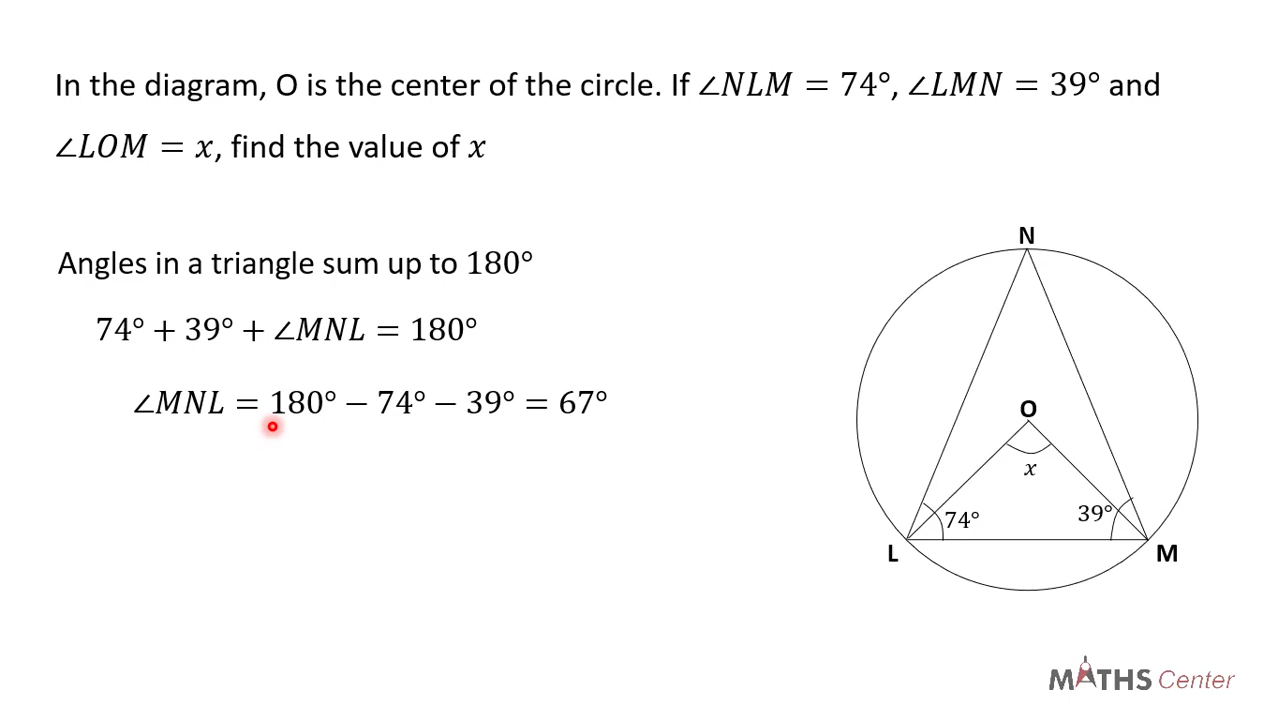 In the diagram, O is the center of the circle. If ∠NLM = 74°, ∠LMN = 39° and
∠LOM = x, find the value of x
Angles in a triangle sum up to 180°
74° + 39° + ∠MNL = 180°
∠MNL = 180° − 74° − 39° = 67°
N
O
x
74°
39°
L
M
MATHS Center